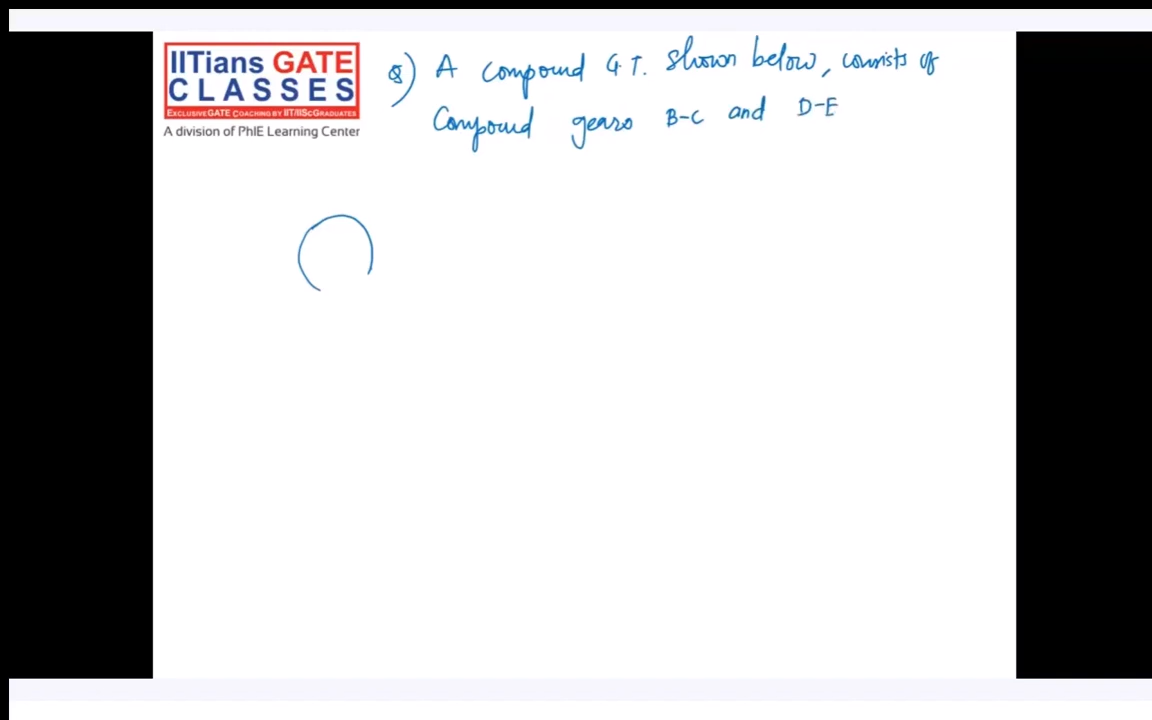 IITians GATE
CLASSES
EXCLUSIVE GATE COACHING BY IIT/IISC GRADUATES
A division of PhIE Learning Center
Q) A compound G.T. shown below, consists of
Compound gears B-C and D-E